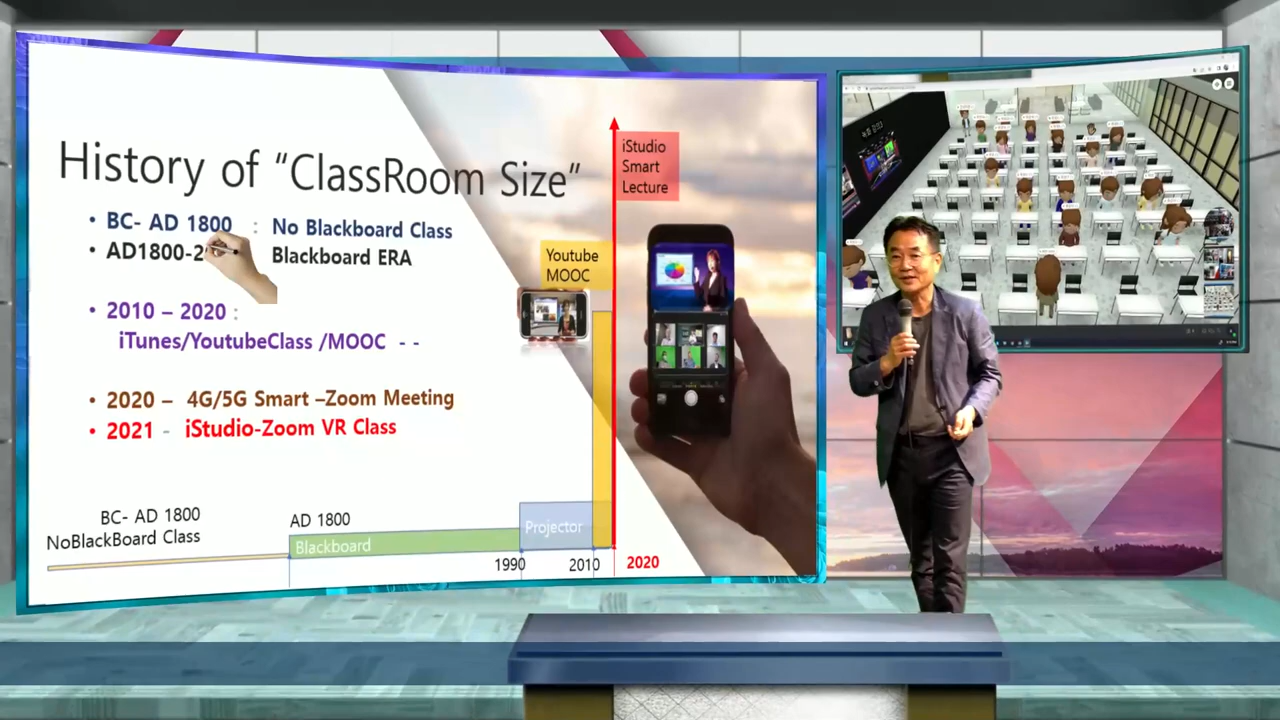 History of “ClassRoom Size”
• BC- AD 1800 : No Blackboard Class
• AD1800-2 Blackboard ERA
• 2010 – 2020 :
iTunes/YoutubeClass /MOOC - -
• 2020 – 4G/5G Smart –Zoom Meeting
• 2021 - iStudio-Zoom VR Class
iStudio
Smart
Lecture
Youtube
MOOC
BC- AD 1800
NoBlackBoard Class
AD 1800
Blackboard
Projector
1990
2010
2020